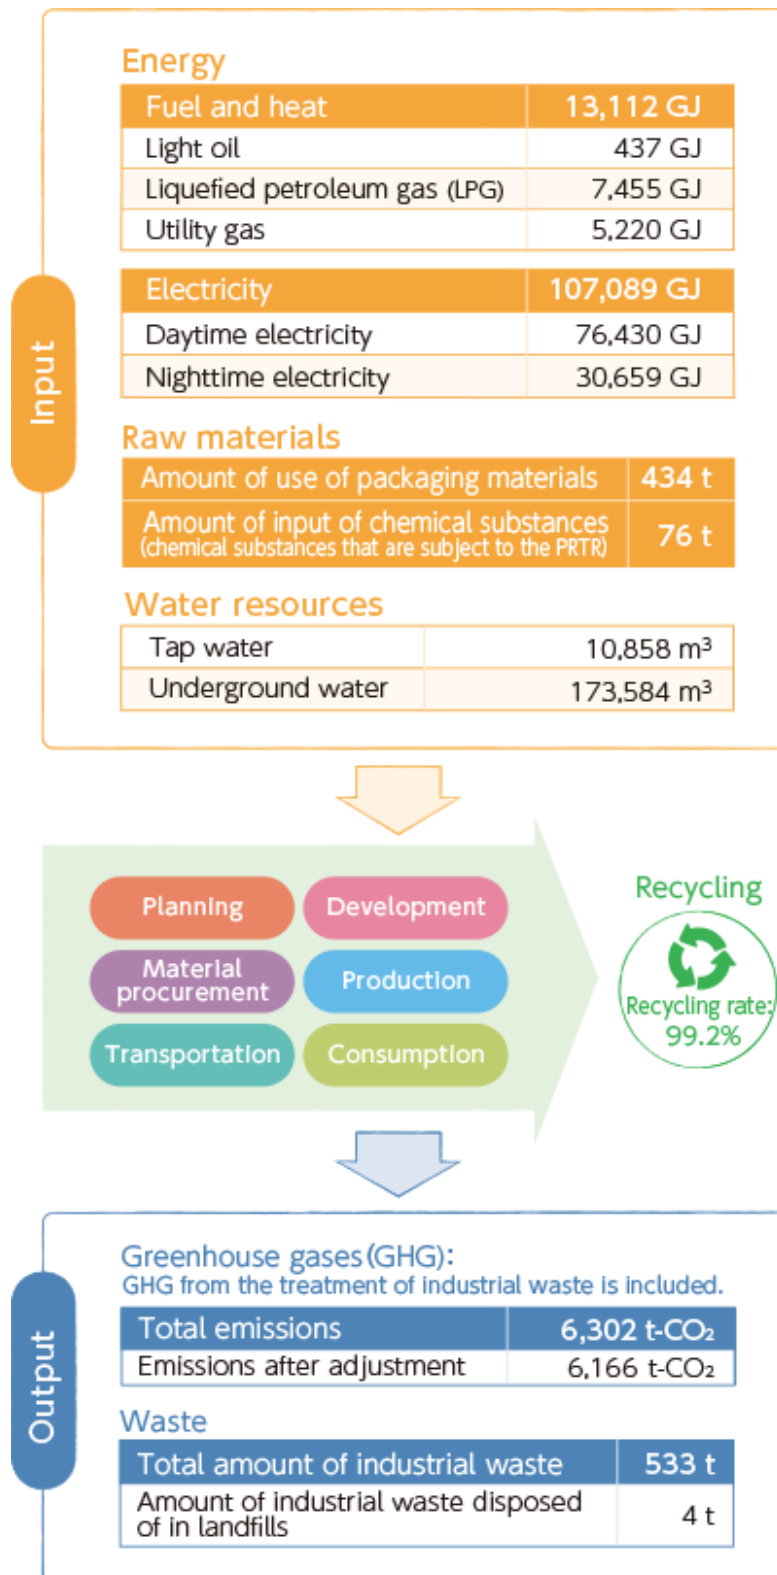 Input
Energy
Fuel and heat 13,112 GJ
Light oil 437 GJ
Liquefied petroleum gas (LPG) 7,455 GJ
Utility gas 5,220 GJ
Electricity 107,089 GJ
Daytime electricity 76,430 GJ
Nighttime electricity 30,659 GJ
Raw materials
Amount of use of packaging materials 434 t
Amount of input of chemical substances
(chemical substances that are subject to the PRTR) 76 t
Water resources
Tap water 10,858 m³
Underground water 173,584 m³
Planning
Development
Material
procurement
Production
Transportation
Consumption
Recycling
Recycling rate:
99.2%
Output
Greenhouse gases (GHG):
GHG from the treatment of industrial waste is included.
Total emissions 6,302 t-CO₂
Emissions after adjustment 6,166 t-CO₂
Waste
Total amount of industrial waste 533 t
Amount of industrial waste disposed
of in landfills 4 t